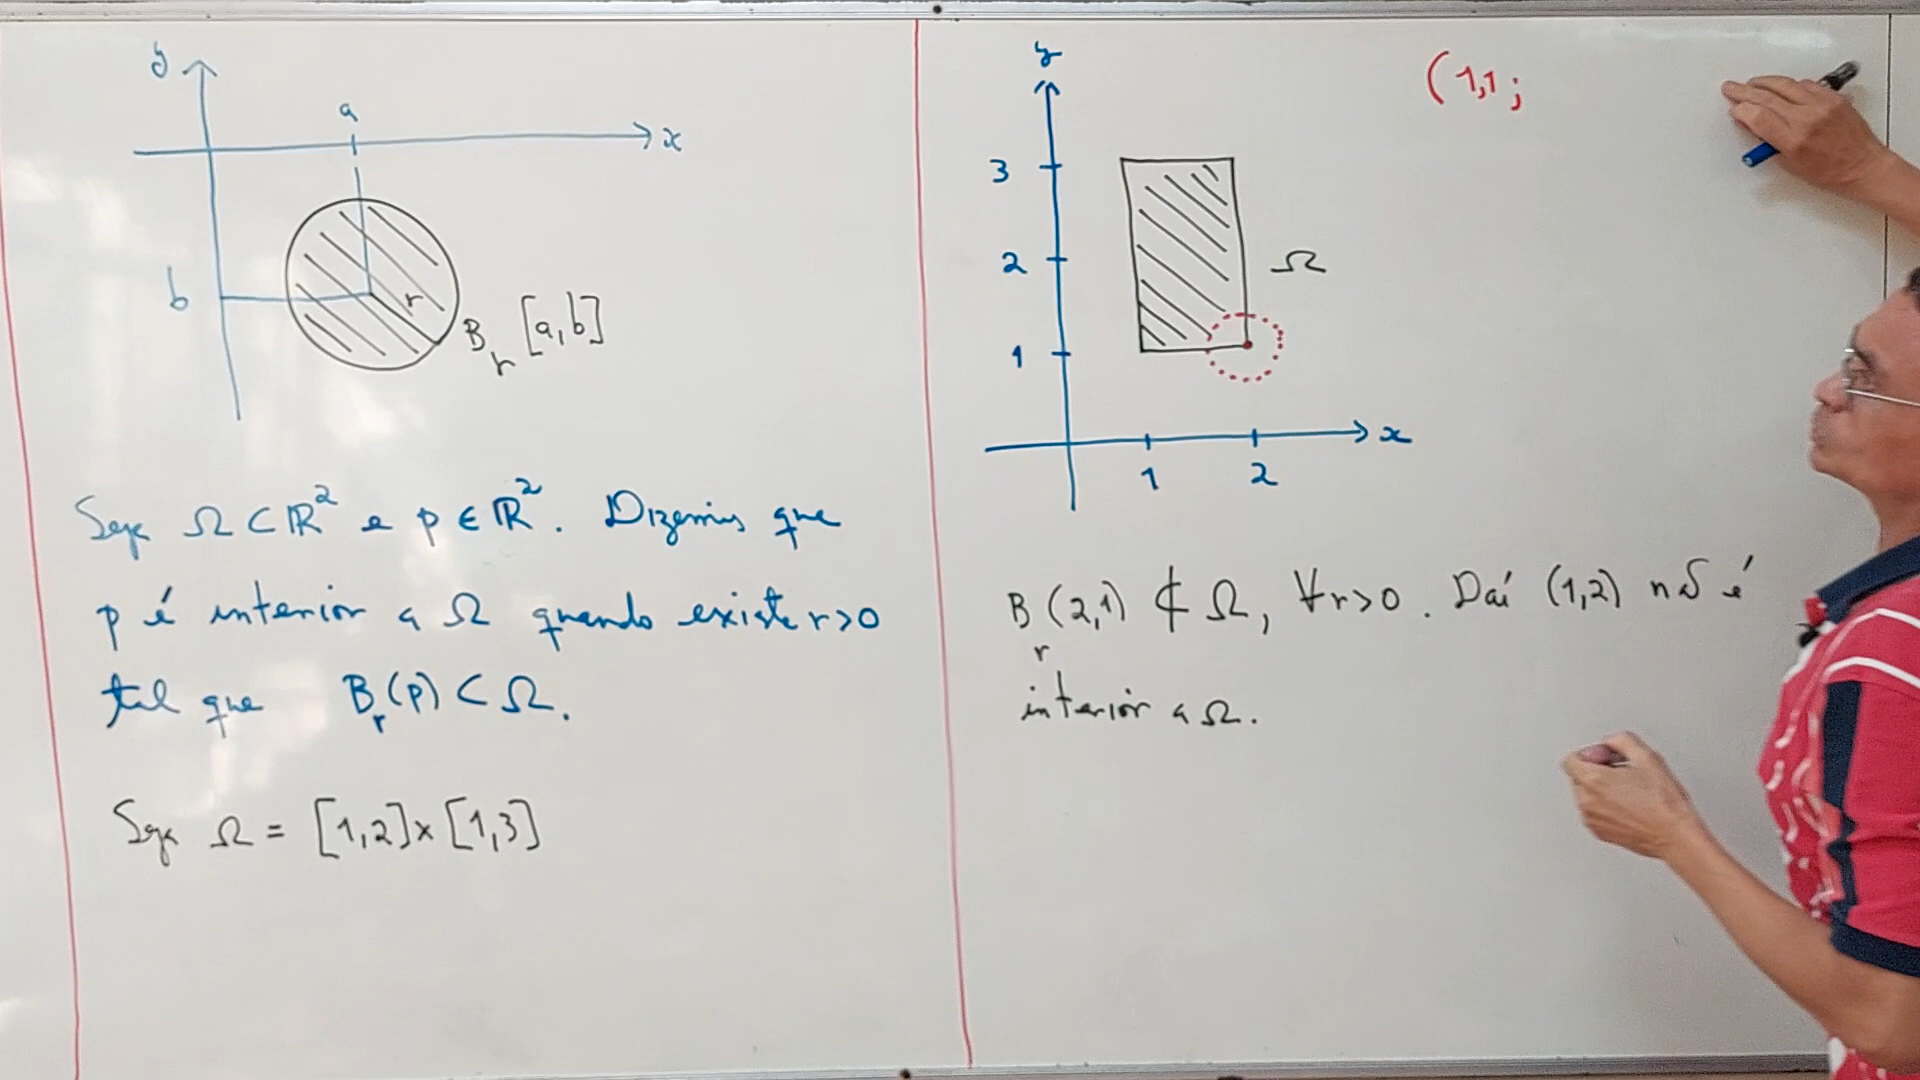 y
a
x
b
r
B_r [a,b]
Seja Ω ⊂ ℝ² e p ∈ ℝ². Dizemos que
p é interior a Ω quando existe r>0
tal que B_r(p) ⊂ Ω.
Seja Ω = [1,2]×[1,3]
y
(1,1;
3
2
Ω
1
x
1 2
B_r(2,1) ⊄ Ω, ∀r>0. Daí (1,2) não é
interior a Ω.